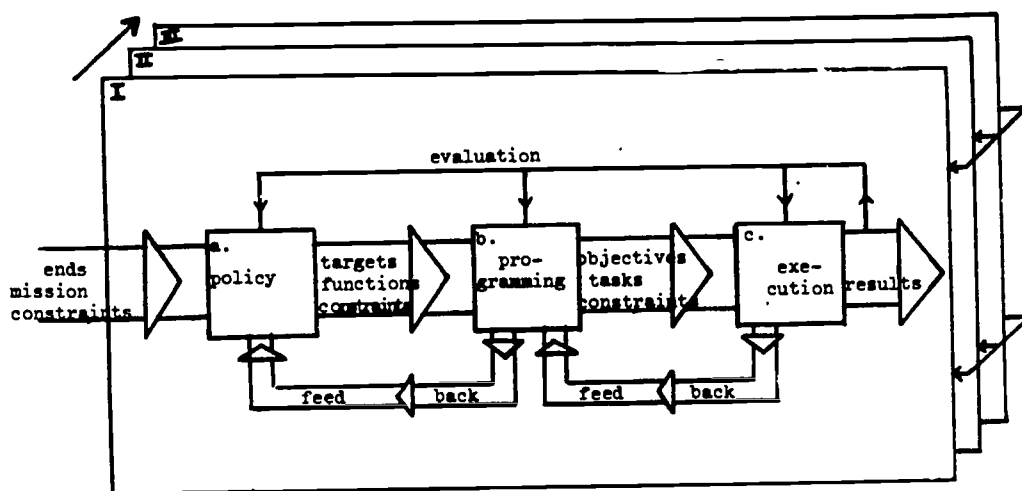 III
II
I
evaluation
a.
policy
b.
pro-
gramming
c.
exe-
cution
ends
mission
constraints
targets
functions
constraints
objectives
tasks
constraints
results
feed back
feed back